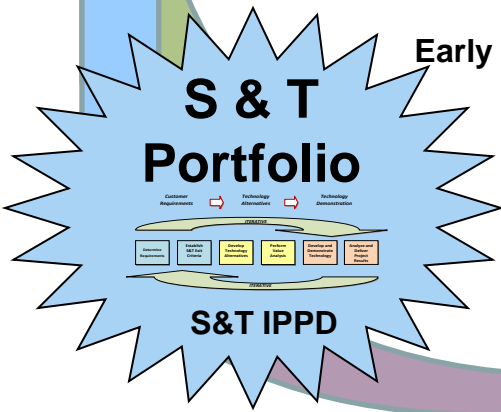 Early
S & T
Portfolio
Customer Requirements Technology Alternatives Technology Demonstration
ITERATIVE
Determine Requirements Establish S&T Exit Criteria Develop Technology Alternatives Perform Value Analysis Develop and Demonstrate Technology Analyze and Deliver Project Results
ITERATIVE
S&T IPPD